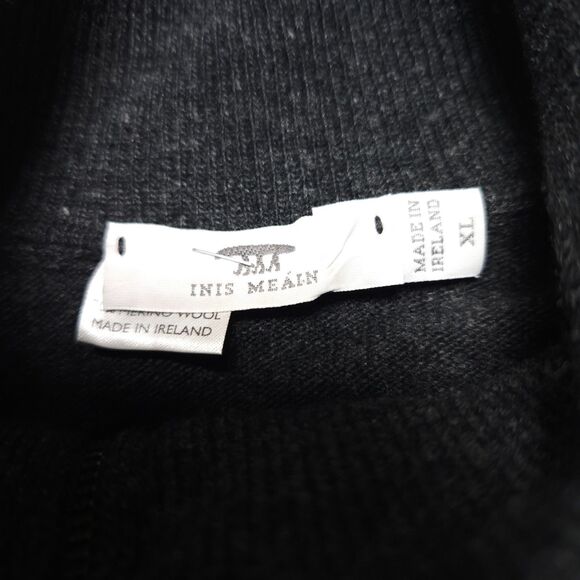 INIS MEÁIN
MADE IN
IRELAND
XL
MERINO WOOL
MADE IN IRELAND